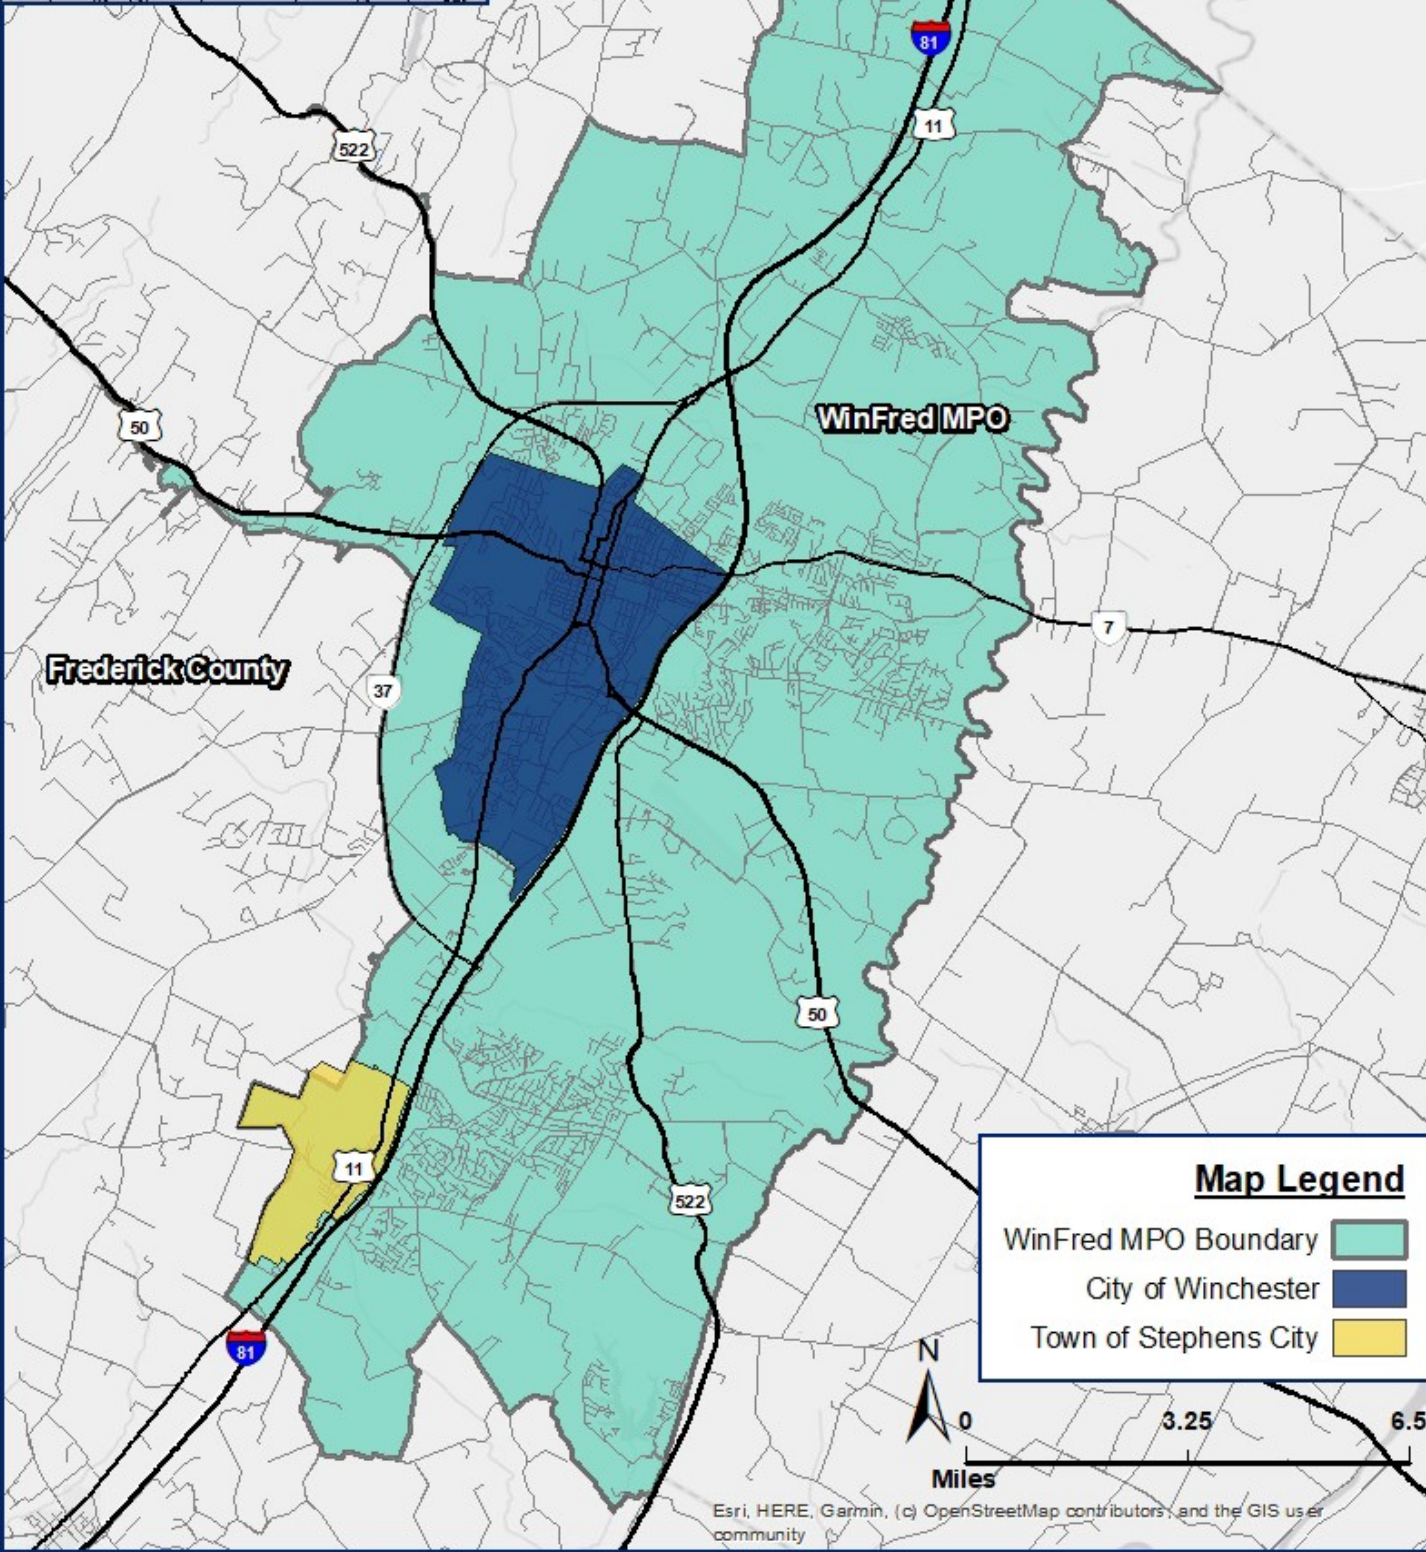 81
11
522
50
WinFred MPO
7
Frederick County
37
50
11
522
81
Map Legend
WinFred MPO Boundary
City of Winchester
Town of Stephens City
N
0 3.25 6.5
Miles
Esri, HERE, Garmin, (c) OpenStreetMap contributors, and the GIS user
community